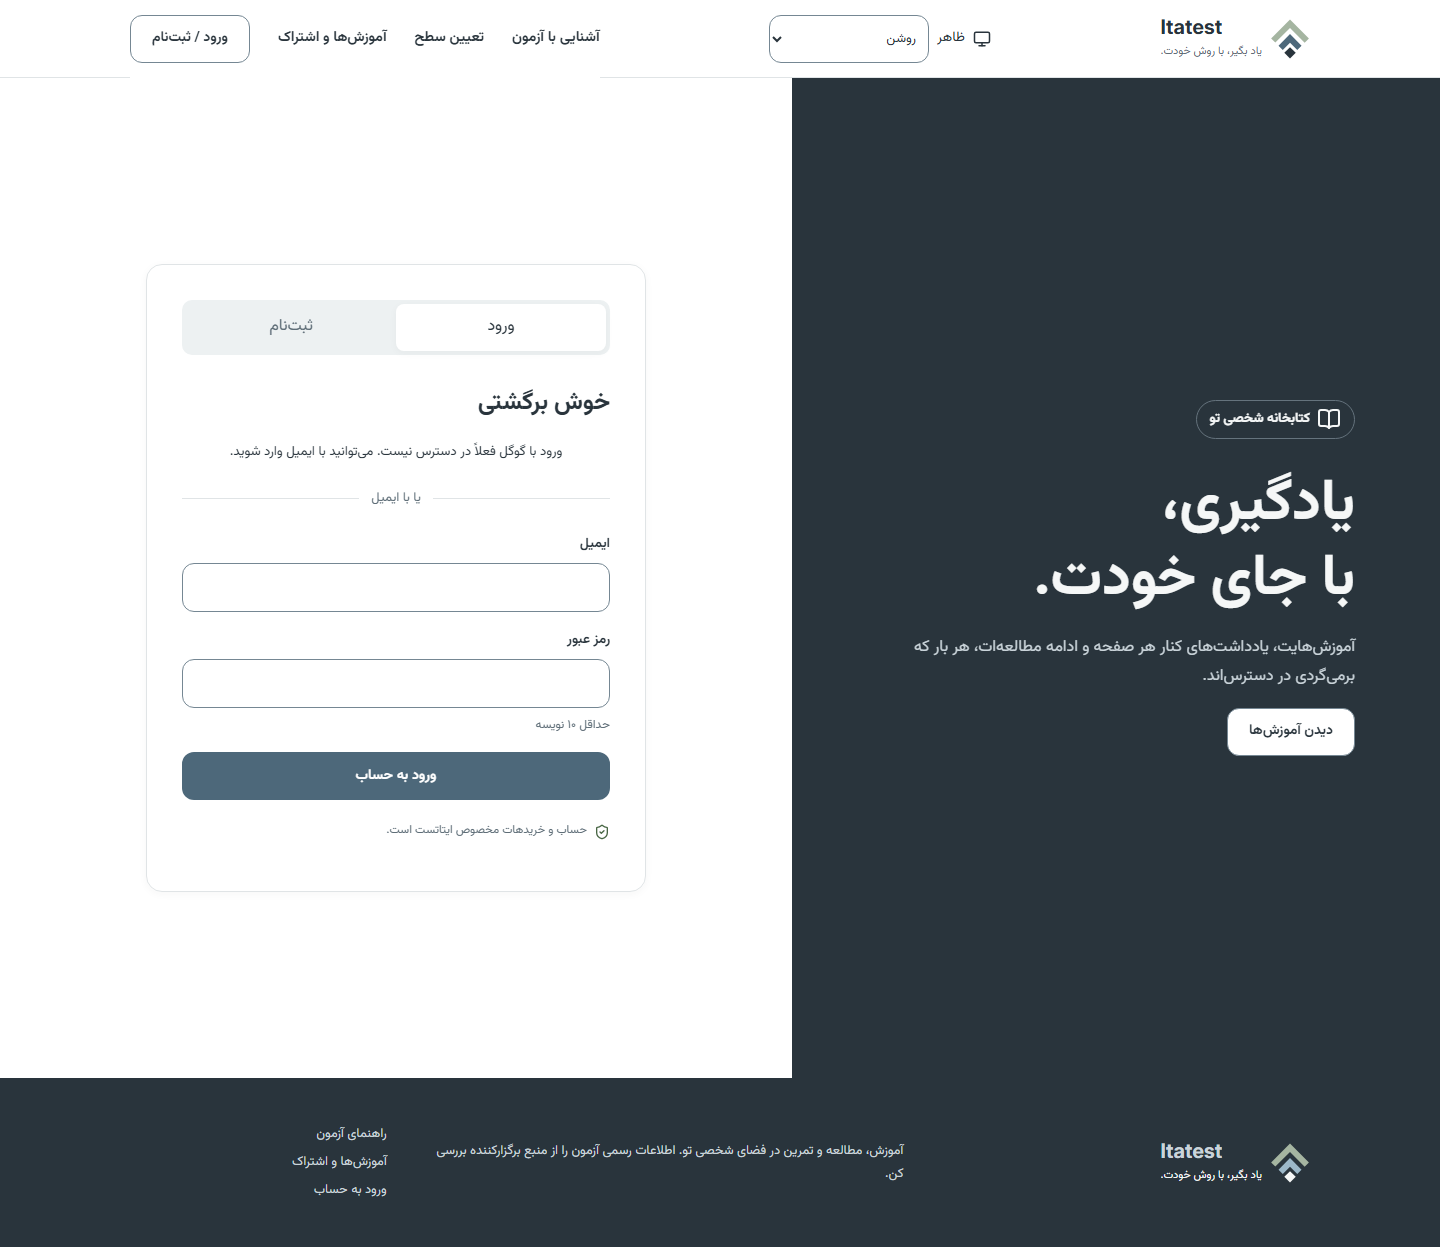 Itatest
یاد بگیر، با روش خودت.
ظاهر
روشن
آشنایی با آزمون
تعیین سطح
آموزش‌ها و اشتراک
ورود / ثبت‌نام
کتابخانه شخصی تو
یادگیری،
با جای خودت.
آموزش‌هایت، یادداشت‌های کنار هر صفحه و ادامه مطالعه‌ات، هر بار که
برمی‌گردی در دسترس‌اند.
دیدن آموزش‌ها
ورود
ثبت‌نام
خوش برگشتی
ورود با گوگل فعلاً در دسترس نیست. می‌توانید با ایمیل وارد شوید.
یا با ایمیل
ایمیل
رمز عبور
حداقل ۱۰ نویسه
ورود به حساب
حساب و خریدهات مخصوص ایتاتست است.
Itatest
یاد بگیر، با روش خودت.
آموزش، مطالعه و تمرین در فضای شخصی تو. اطلاعات رسمی آزمون را از منبع برگزارکننده بررسی
کن.
راهنمای آزمون
آموزش‌ها و اشتراک
ورود به حساب